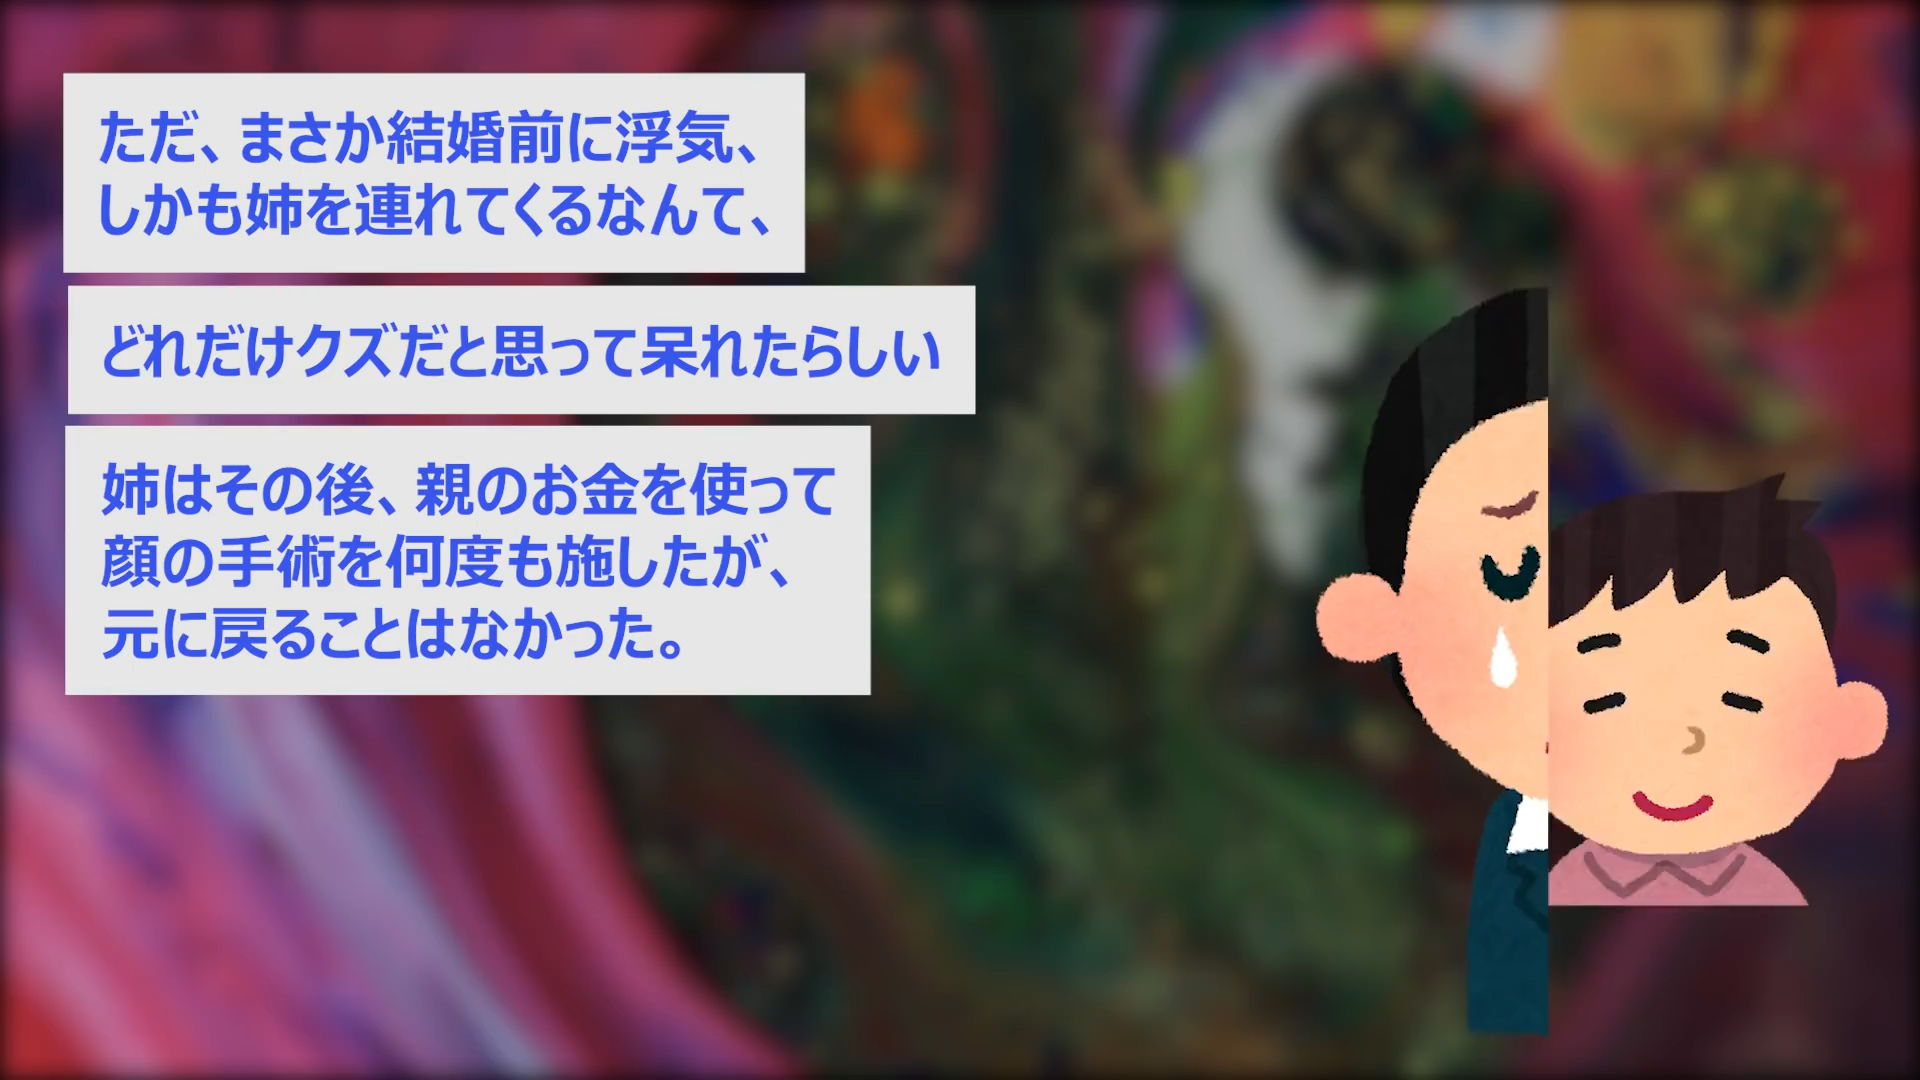 ただ、まさか結婚前に浮気、
しかも姉を連れてくるなんて、
どれだけクズだと思って呆れたらしい
姉はその後、親のお金を使って
顔の手術を何度も施したが、
元に戻ることはなかった。